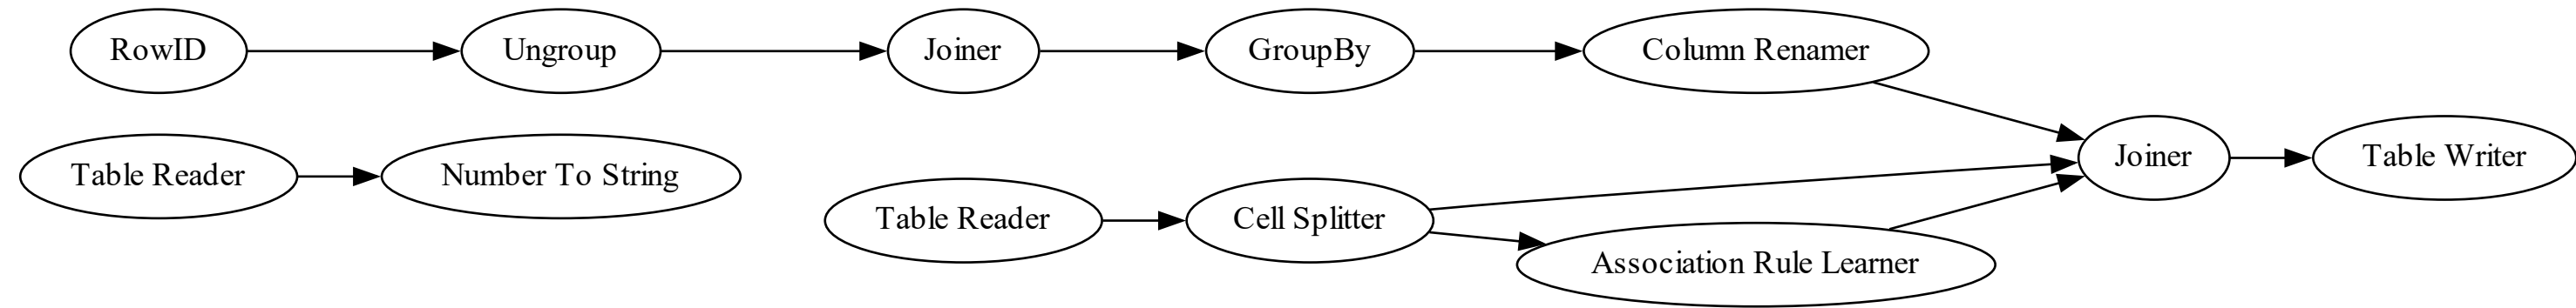 RowID
Ungroup
Joiner
GroupBy
Column Renamer
Table Reader
Number To String
Table Reader
Cell Splitter
Association Rule Learner
Joiner
Table Writer